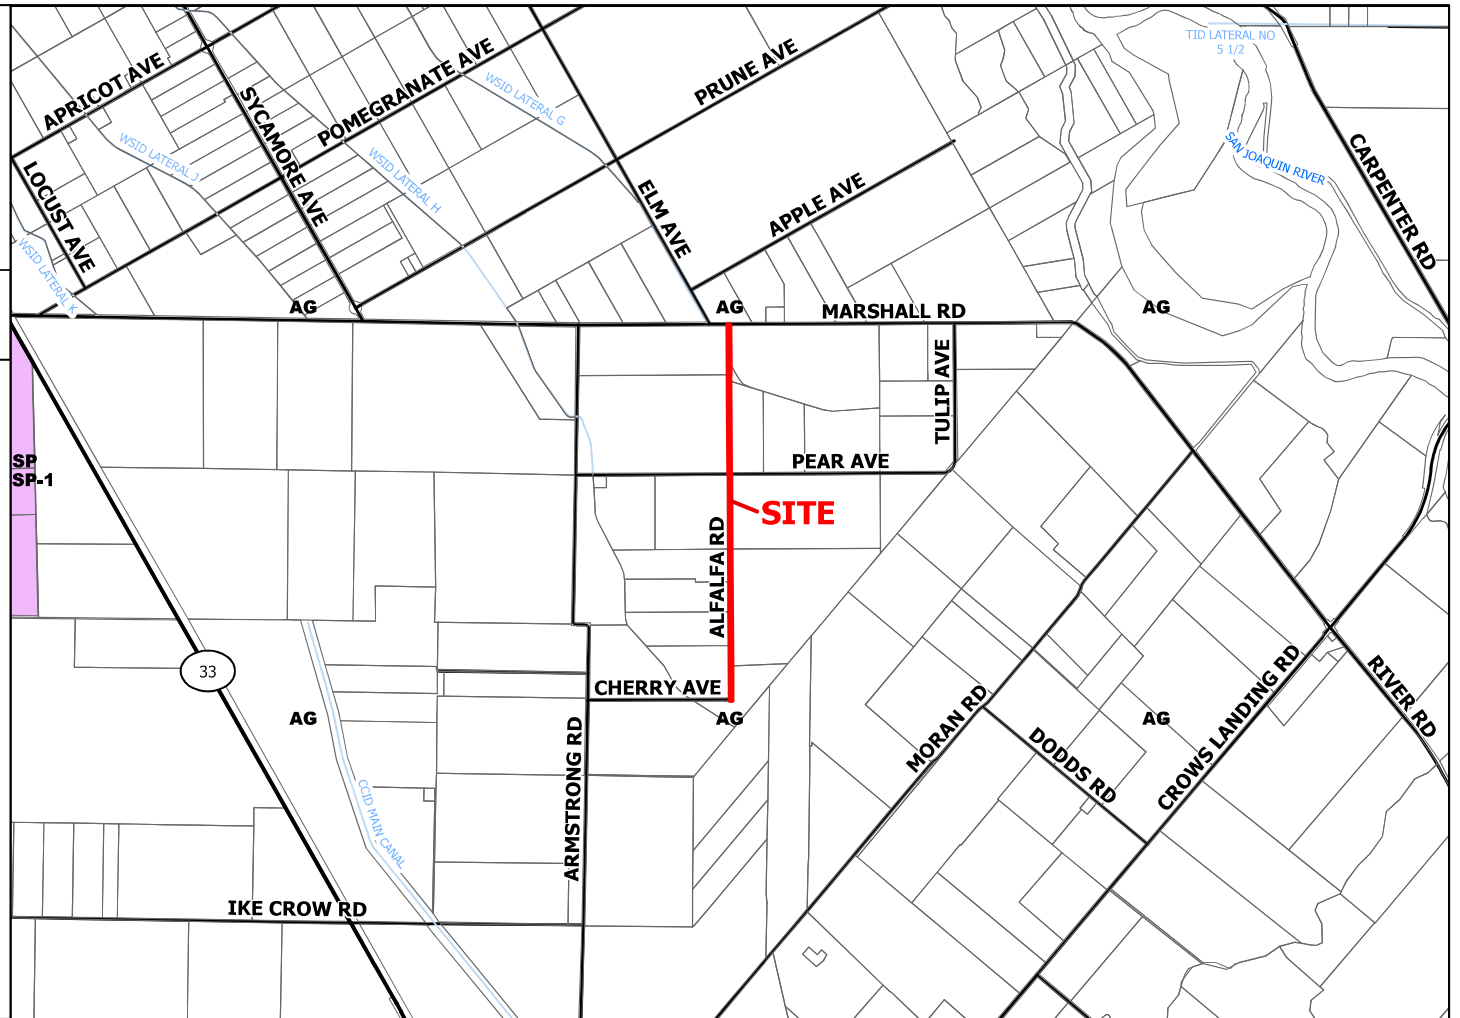 TID LATERAL NO
5 1/2
APRICOT AVE
POMEGRANATE AVE
PRUNE AVE
WSID LATERAL G
SYCAMORE AVE
WSID LATERAL J
WSID LATERAL H
SAN JOAQUIN RIVER
CARPENTER RD
LOCUST AVE
ELM AVE
APPLE AVE
WSID LATERAL K
AG
AG
MARSHALL RD
AG
TULIP AVE
SP
SP-1
PEAR AVE
SITE
ALFALFA RD
33
CHERRY AVE
AG
AG
AG
MORAN RD
DODDS RD
CROWS LANDING RD
RIVER RD
ARMSTRONG RD
CCID MAIN CANAL
IKE CROW RD